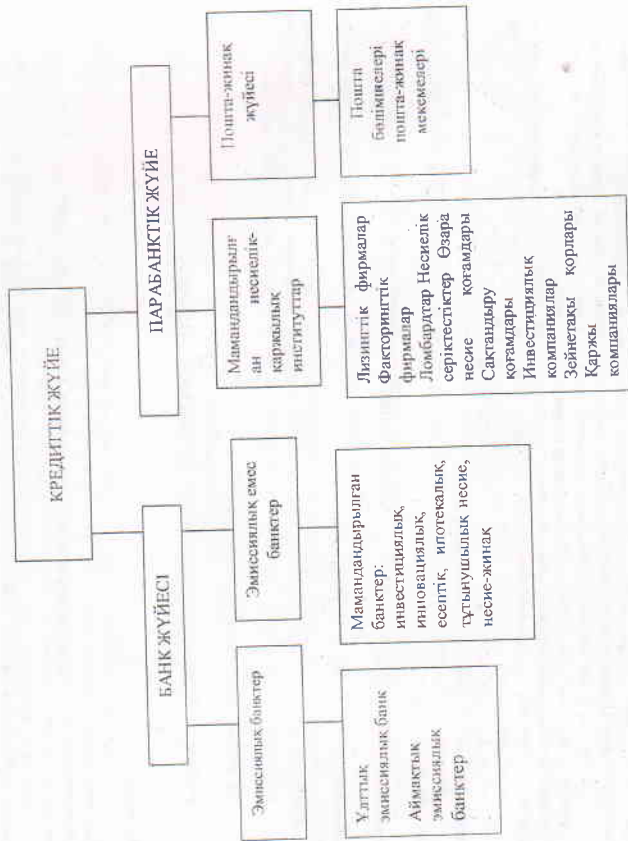 КРЕДИТТІК ЖҮЙЕ
БАНК ЖҮЙЕСІ
ПАРАБАНКТІК ЖҮЙЕ
Эмиссиялық банктер
Эмиссиялық емес
банктер
Мамандандырылғ
ан несиелік-
қаржылық
институттар
Пошта-жинақ
жүйесі
Ұлттық
эмиссиялық банк
Аймақтық
эмиссиялық
банктер
Мамандандырылған
банктер:
инвестициялық,
инновациялық,
есептік, ипотекалық,
тұтынушылық несие,
несие-жинақ
Лизингтік фирмалар
Факторингтік
фирмалар
Ломбардтар Несиелік
серіктестіктер Өзара
несие қоғамдары
Сақтандыру
қоғамдары
Инвестициялық
компаниялар
Зейнетақы қорлары
Қаржы
компаниялары
Пошта
бөлімшелері
пошта-жинақ
мекемелері